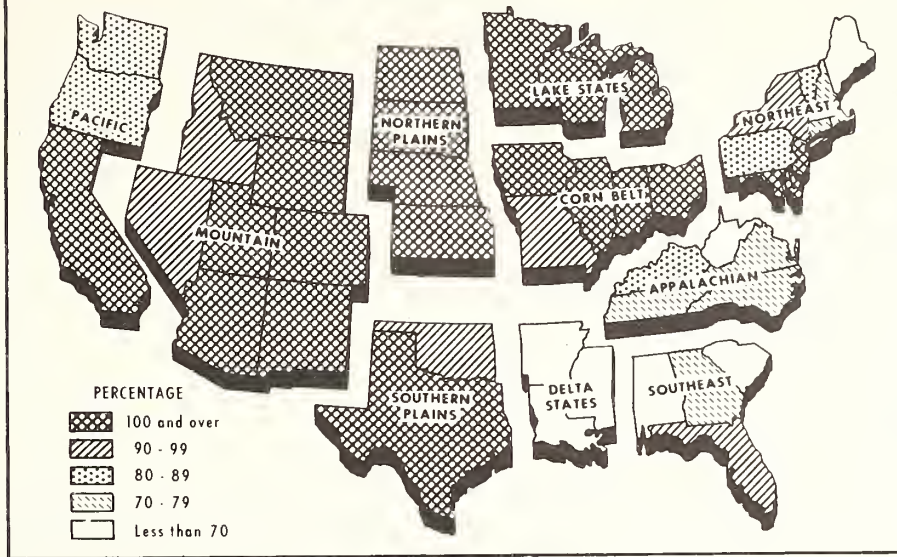 PACIFIC
MOUNTAIN
NORTHERN
PLAINS
LAKE STATES
CORN BELT
NORTHEAST
APPALACHIAN
SOUTHERN
PLAINS
DELTA
STATES
SOUTHEAST
PERCENTAGE
100 and over
90 - 99
80 - 89
70 - 79
Less than 70